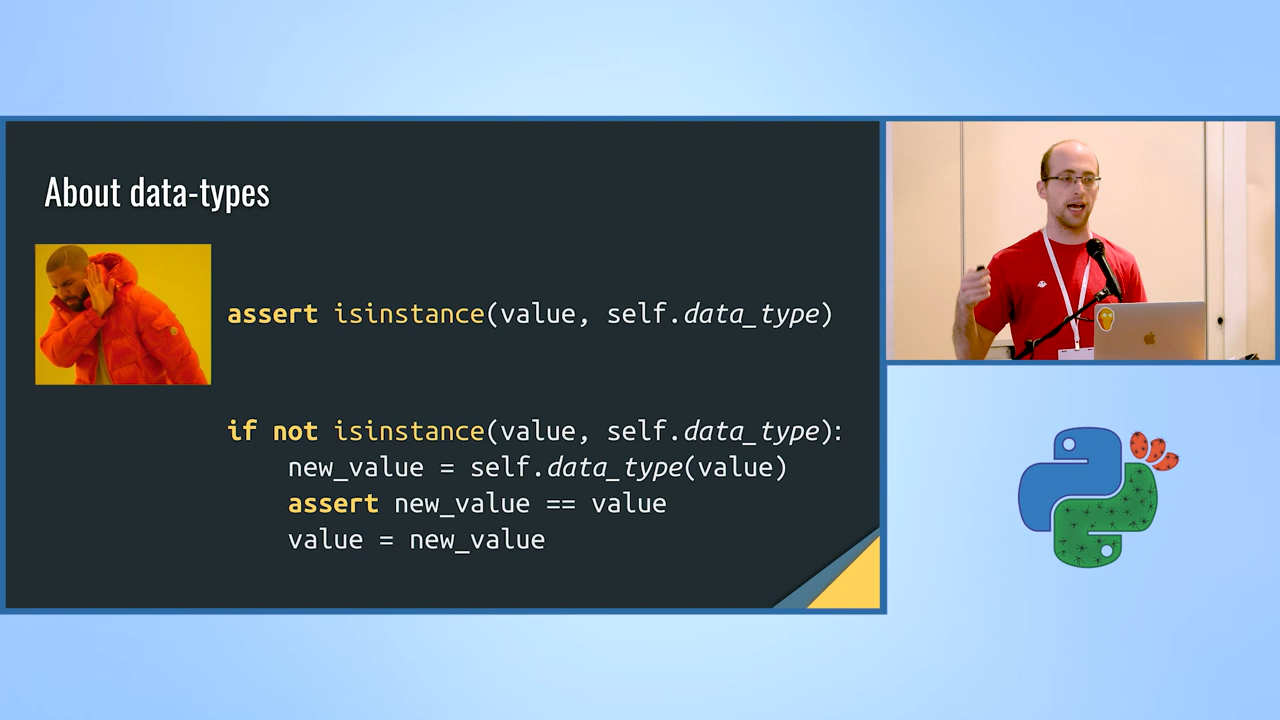 About data-types
assert isinstance(value, self.data_type)
if not isinstance(value, self.data_type):
new_value = self.data_type(value)
assert new_value == value
value = new_value